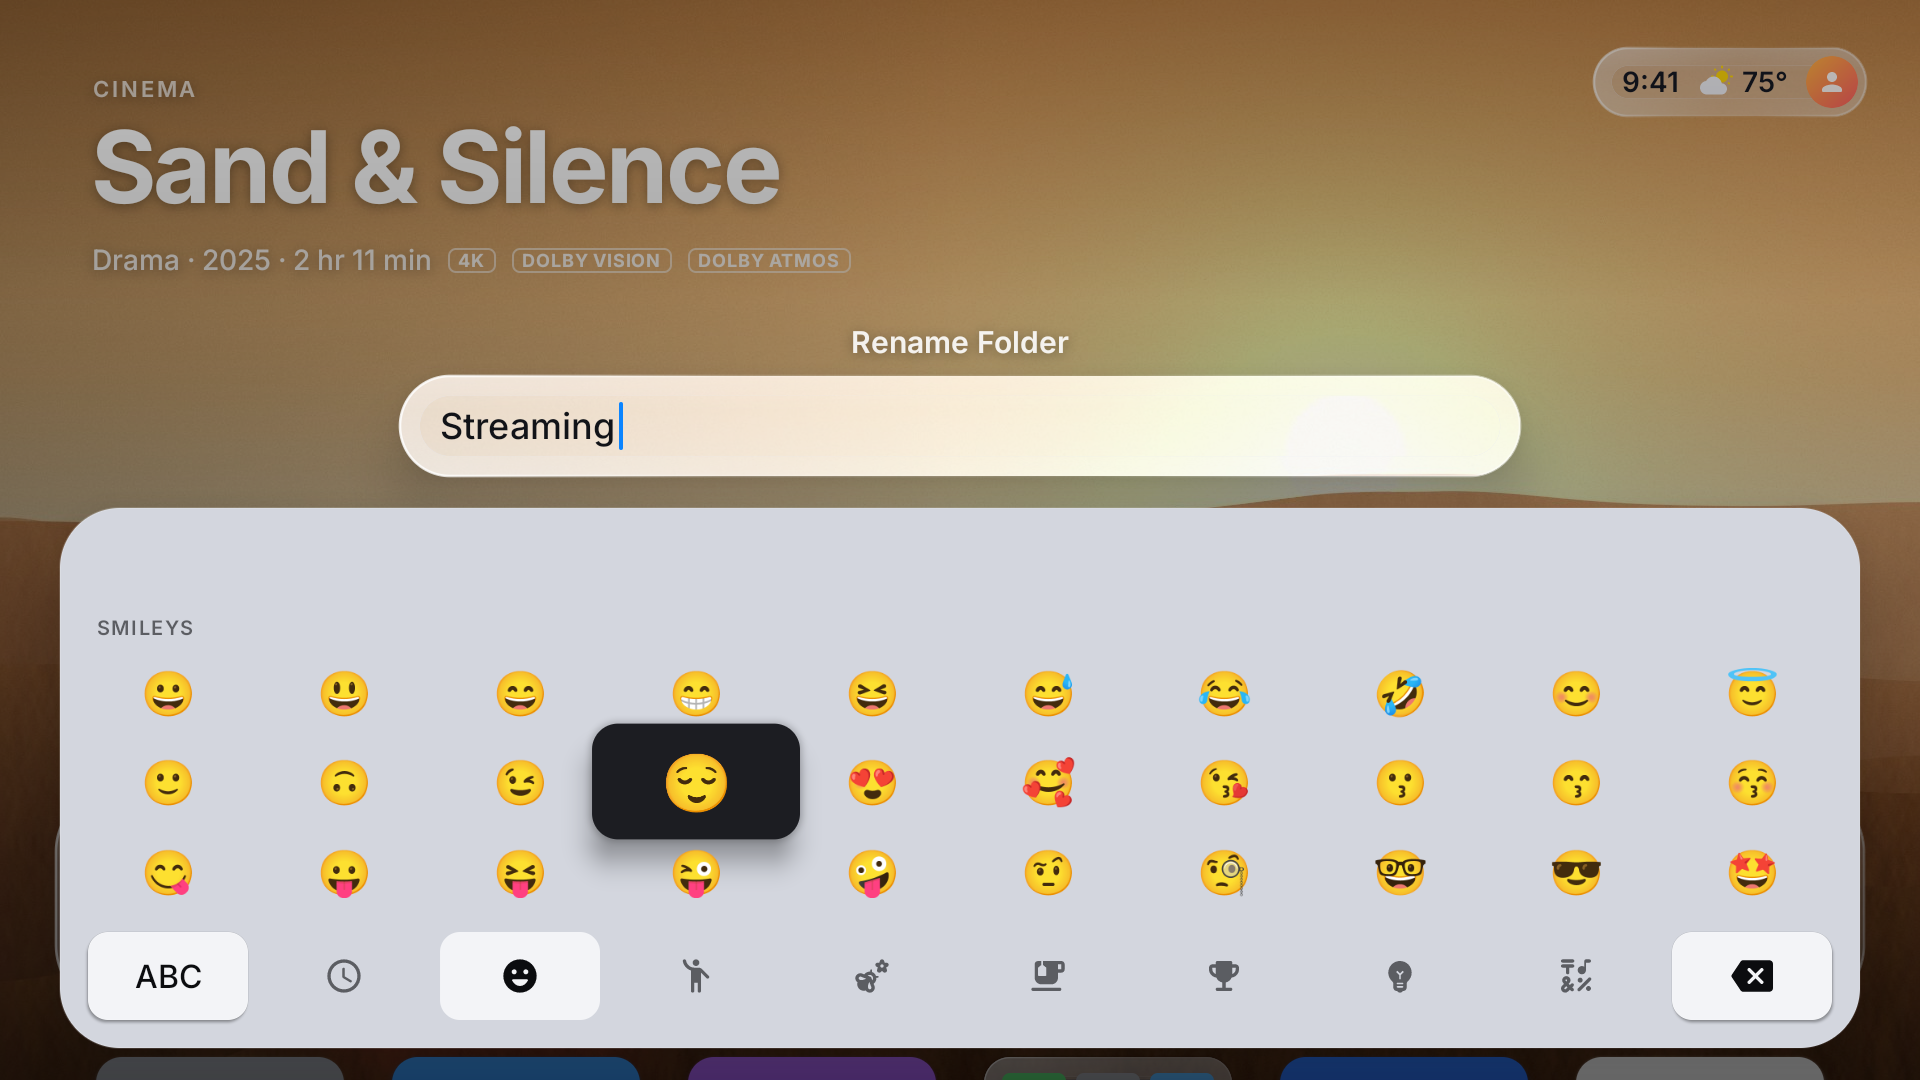 CINEMA
9:41 75°
Sand & Silence
Drama · 2025 · 2 hr 11 min 4K DOLBY VISION DOLBY ATMOS
Rename Folder
Streaming
SMILEYS
ABC